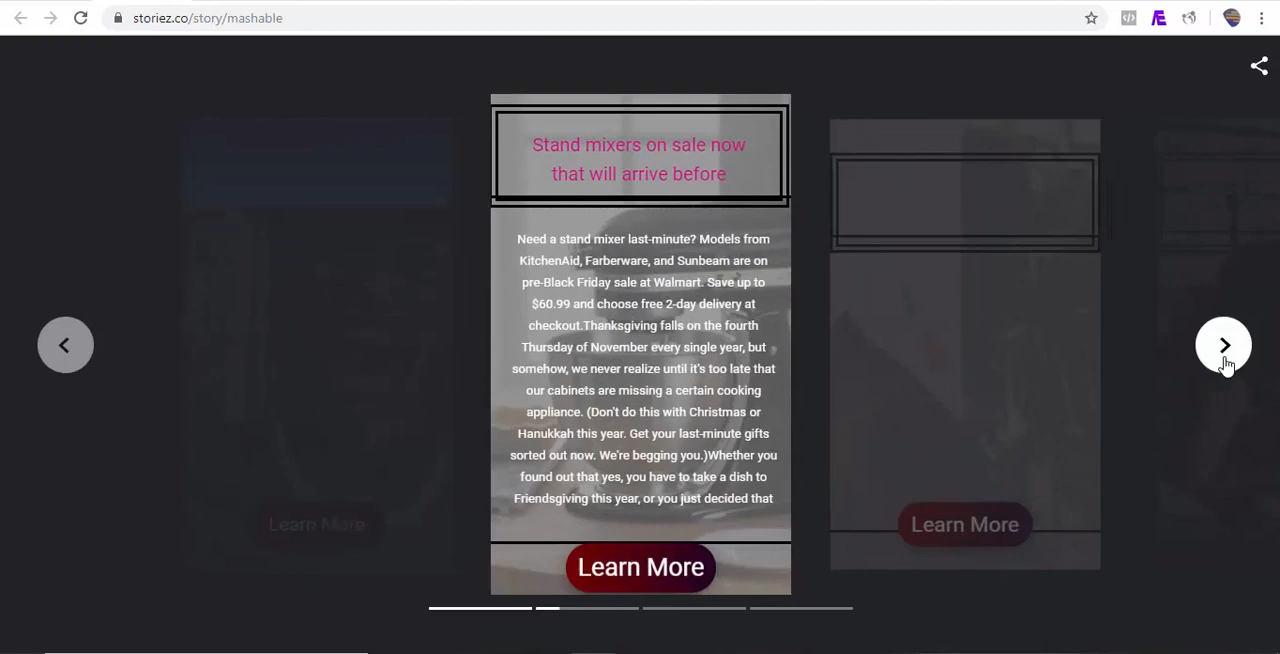 storiez.co/story/mashable
Stand mixers on sale now
that will arrive before
Need a stand mixer last-minute? Models from
KitchenAid, Farberware, and Sunbeam are on
pre-Black Friday sale at Walmart. Save up to
$60.99 and choose free 2-day delivery at
checkout.Thanksgiving falls on the fourth
Thursday of November every single year, but
somehow, we never realize until it's too late that
our cabinets are missing a certain cooking
appliance. (Don't do this with Christmas or
Hanukkah this year. Get your last-minute gifts
sorted out now. We're begging you.)Whether you
found out that yes, you have to take a dish to
Friendsgiving this year, or you just decided that
Learn More
Learn More
Learn More